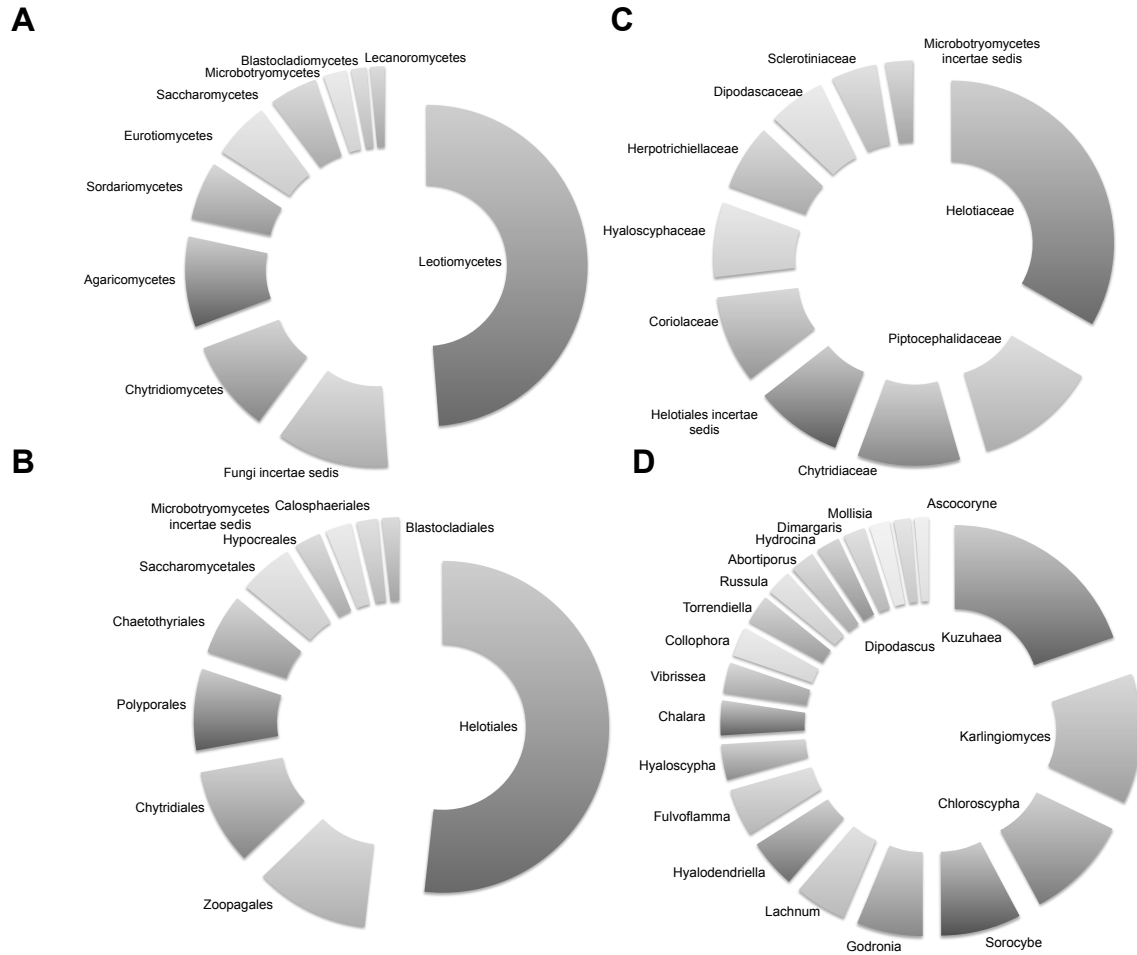 A
Blastocladiomycetes
Lecanoromycetes
Microbotryomycetes
Saccharomycetes
Eurotiomycetes
Sordariomycetes
Agaricomycetes
Chytridiomycetes
Fungi incertae sedis
Leotiomycetes
B
Microbotryomycetes
incertae sedis
Calosphaeriales
Blastocladiales
Hypocreales
Saccharomycetales
Chaetothyriales
Polyporales
Chytridiales
Zoopagales
Helotiales
C
Sclerotiniaceae
Microbotryomycetes
incertae sedis
Dipodascaceae
Herpotrichiellaceae
Hyaloscyphaceae
Coriolaceae
Helotiales incertae
sedis
Chytridiaceae
Piptocephalidaceae
Helotiaceae
D
Ascocoryne
Mollisia
Dimargaris
Hydrocina
Abortiporus
Russula
Torrendiella
Collophora
Vibrissea
Chalara
Hyaloscypha
Fulvoflamma
Hyalodendriella
Lachnum
Godronia
Sorocybe
Chloroscypha
Karlingiomyces
Kuzuhaea
Dipodascus